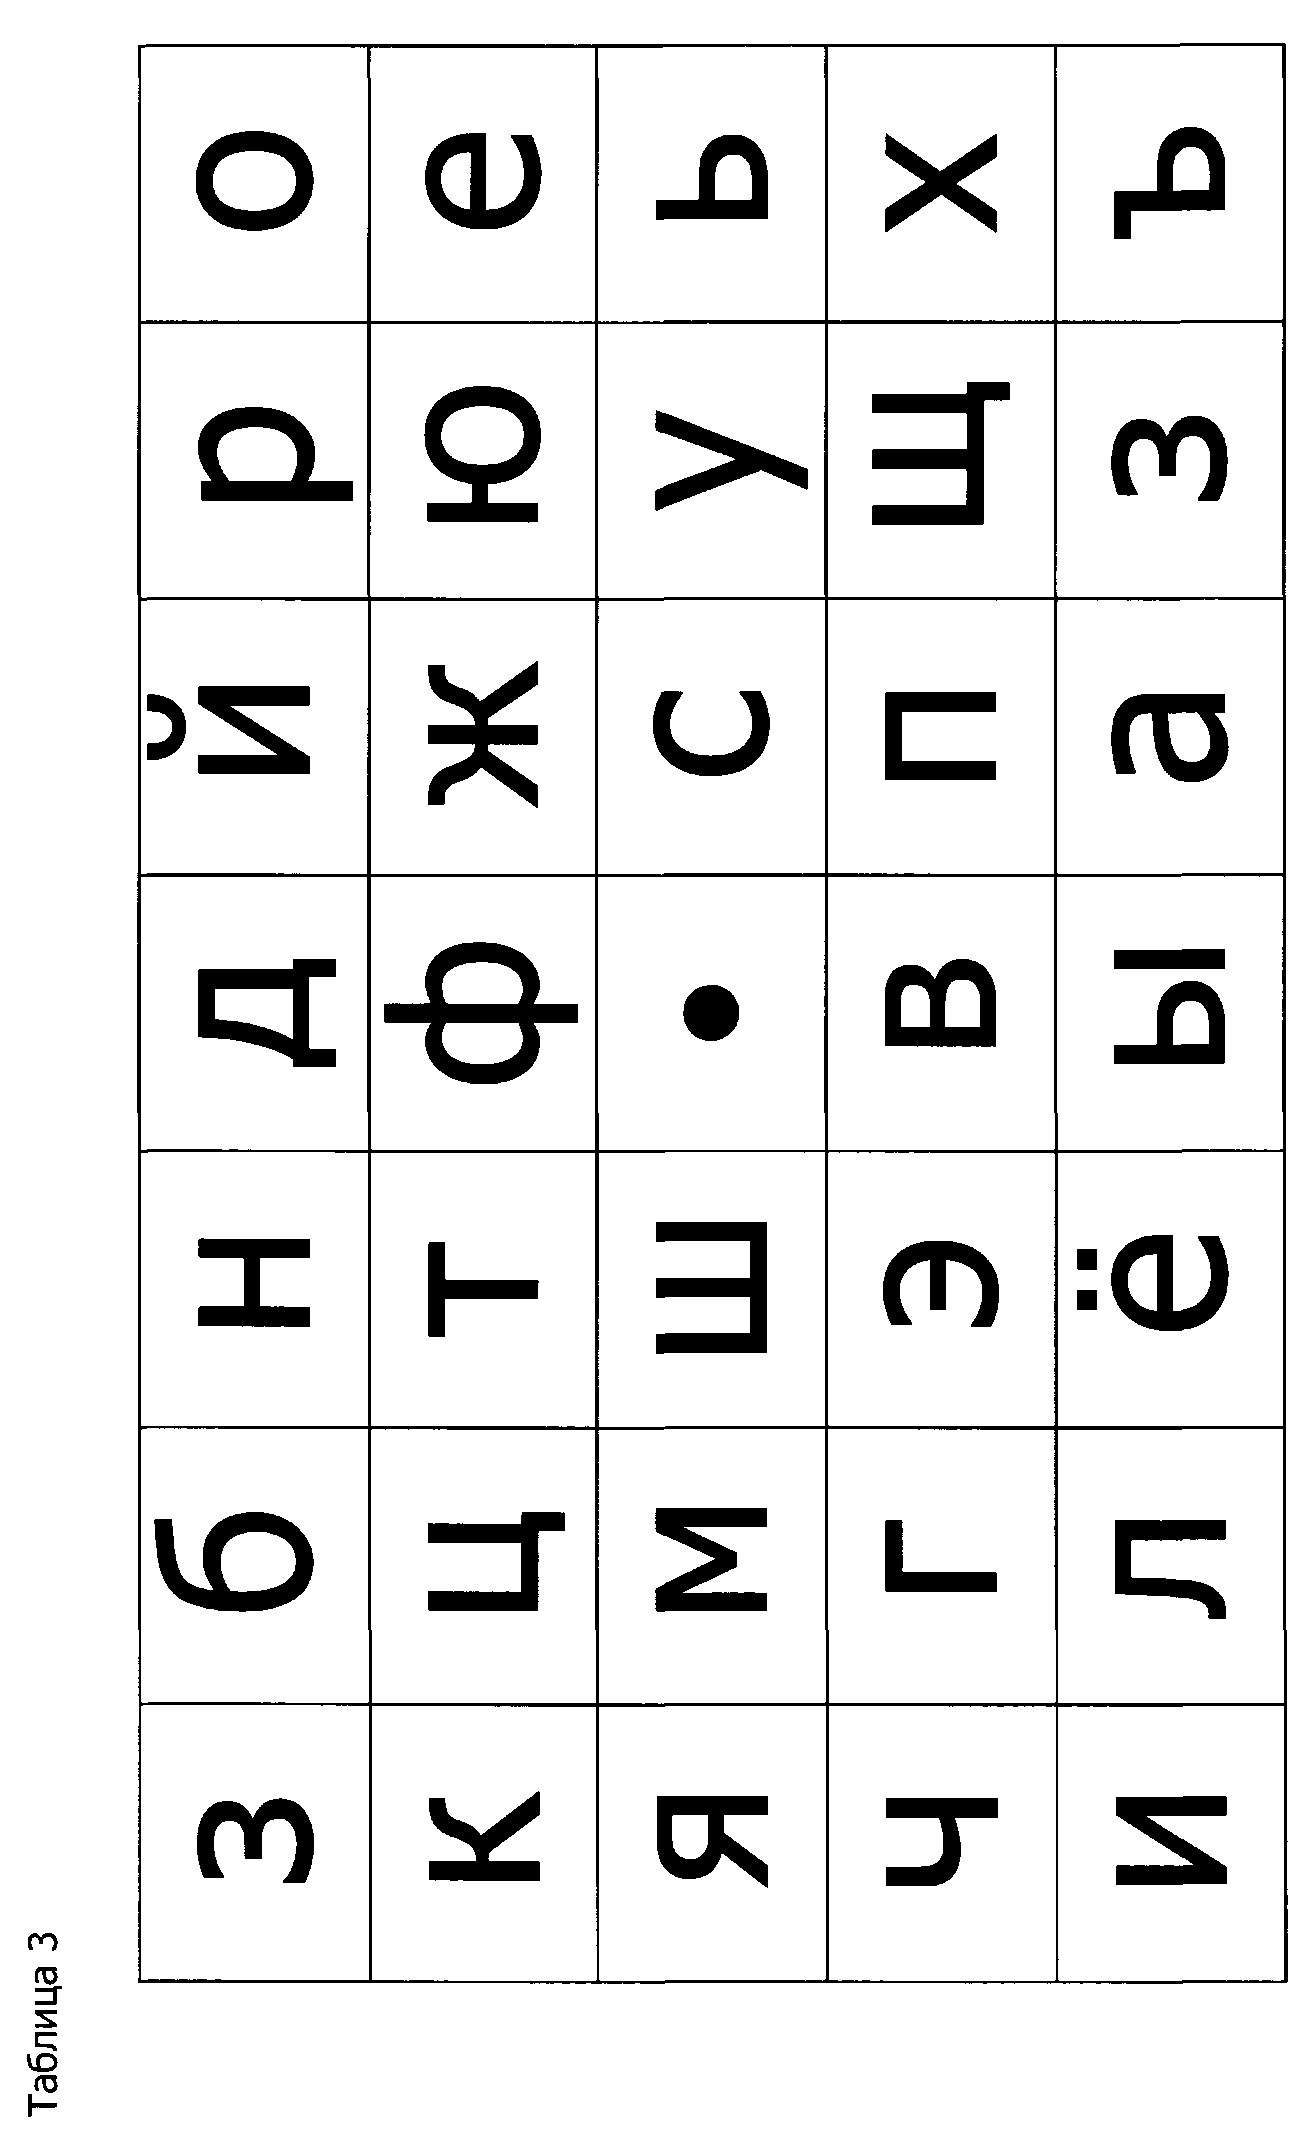 Таблица 3
з б н д й р о
к ц т ф ж ю е
я м ш • с у ь
ч г э в п щ х
и л ё ы а з ъ